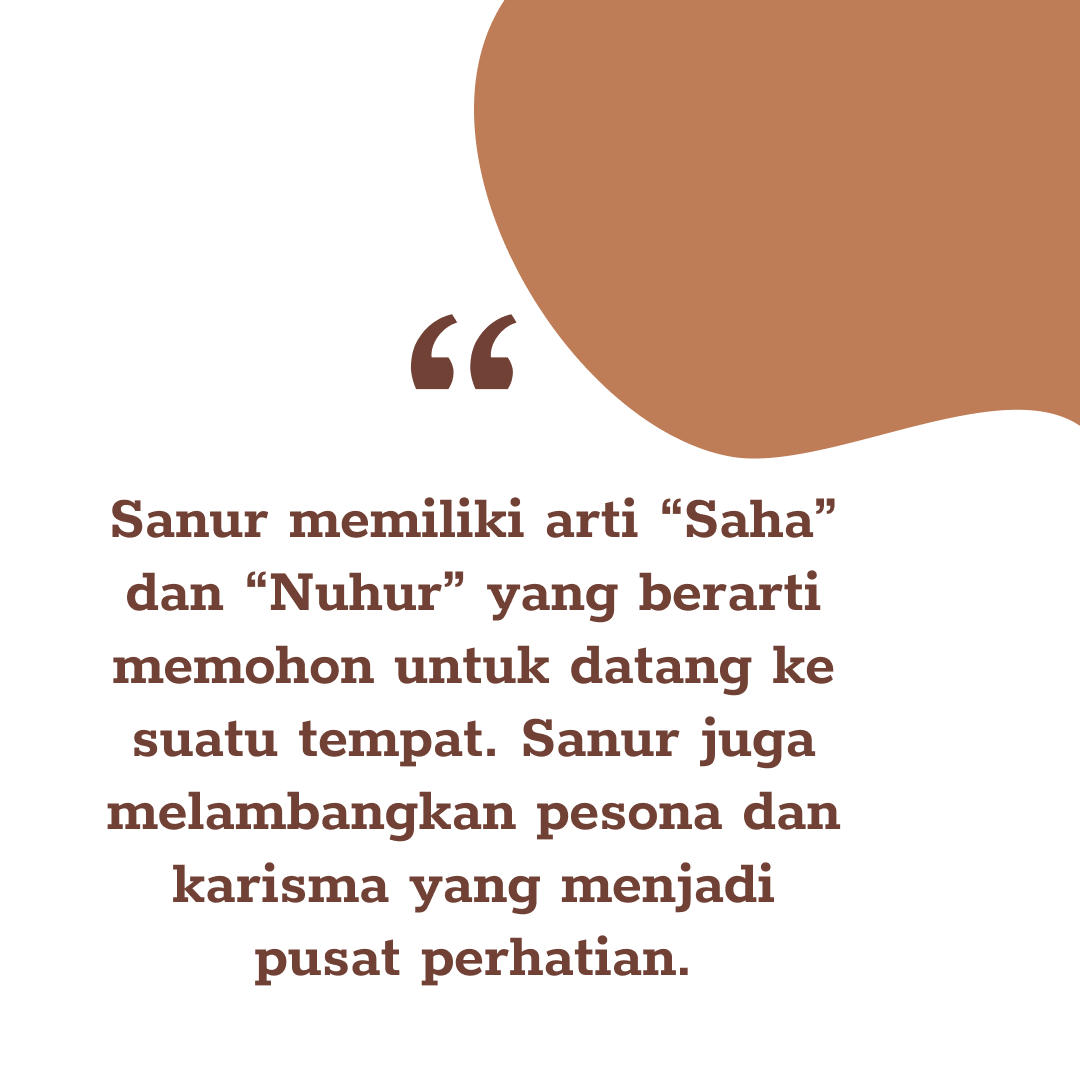 “
Sanur memiliki arti “Saha”
dan “Nuhur” yang berarti
memohon untuk datang ke
suatu tempat. Sanur juga
melambangkan pesona dan
karisma yang menjadi
pusat perhatian.